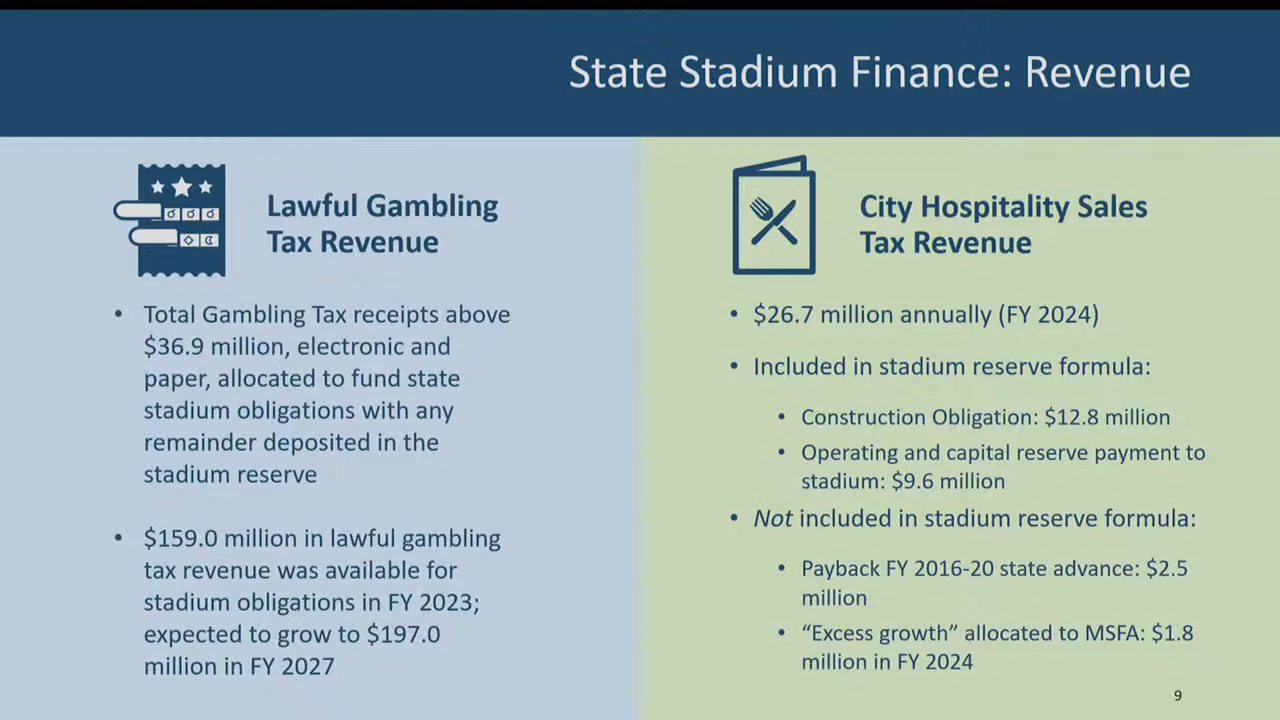 State Stadium Finance: Revenue
Lawful Gambling
Tax Revenue
• Total Gambling Tax receipts above
$36.9 million, electronic and
paper, allocated to fund state
stadium obligations with any
remainder deposited in the
stadium reserve
• $159.0 million in lawful gambling
tax revenue was available for
stadium obligations in FY 2023;
expected to grow to $197.0
million in FY 2027
City Hospitality Sales
Tax Revenue
• $26.7 million annually (FY 2024)
• Included in stadium reserve formula:
• Construction Obligation: $12.8 million
• Operating and capital reserve payment to
stadium: $9.6 million
• Not included in stadium reserve formula:
• Payback FY 2016-20 state advance: $2.5
million
• “Excess growth” allocated to MSFA: $1.8
million in FY 2024
9